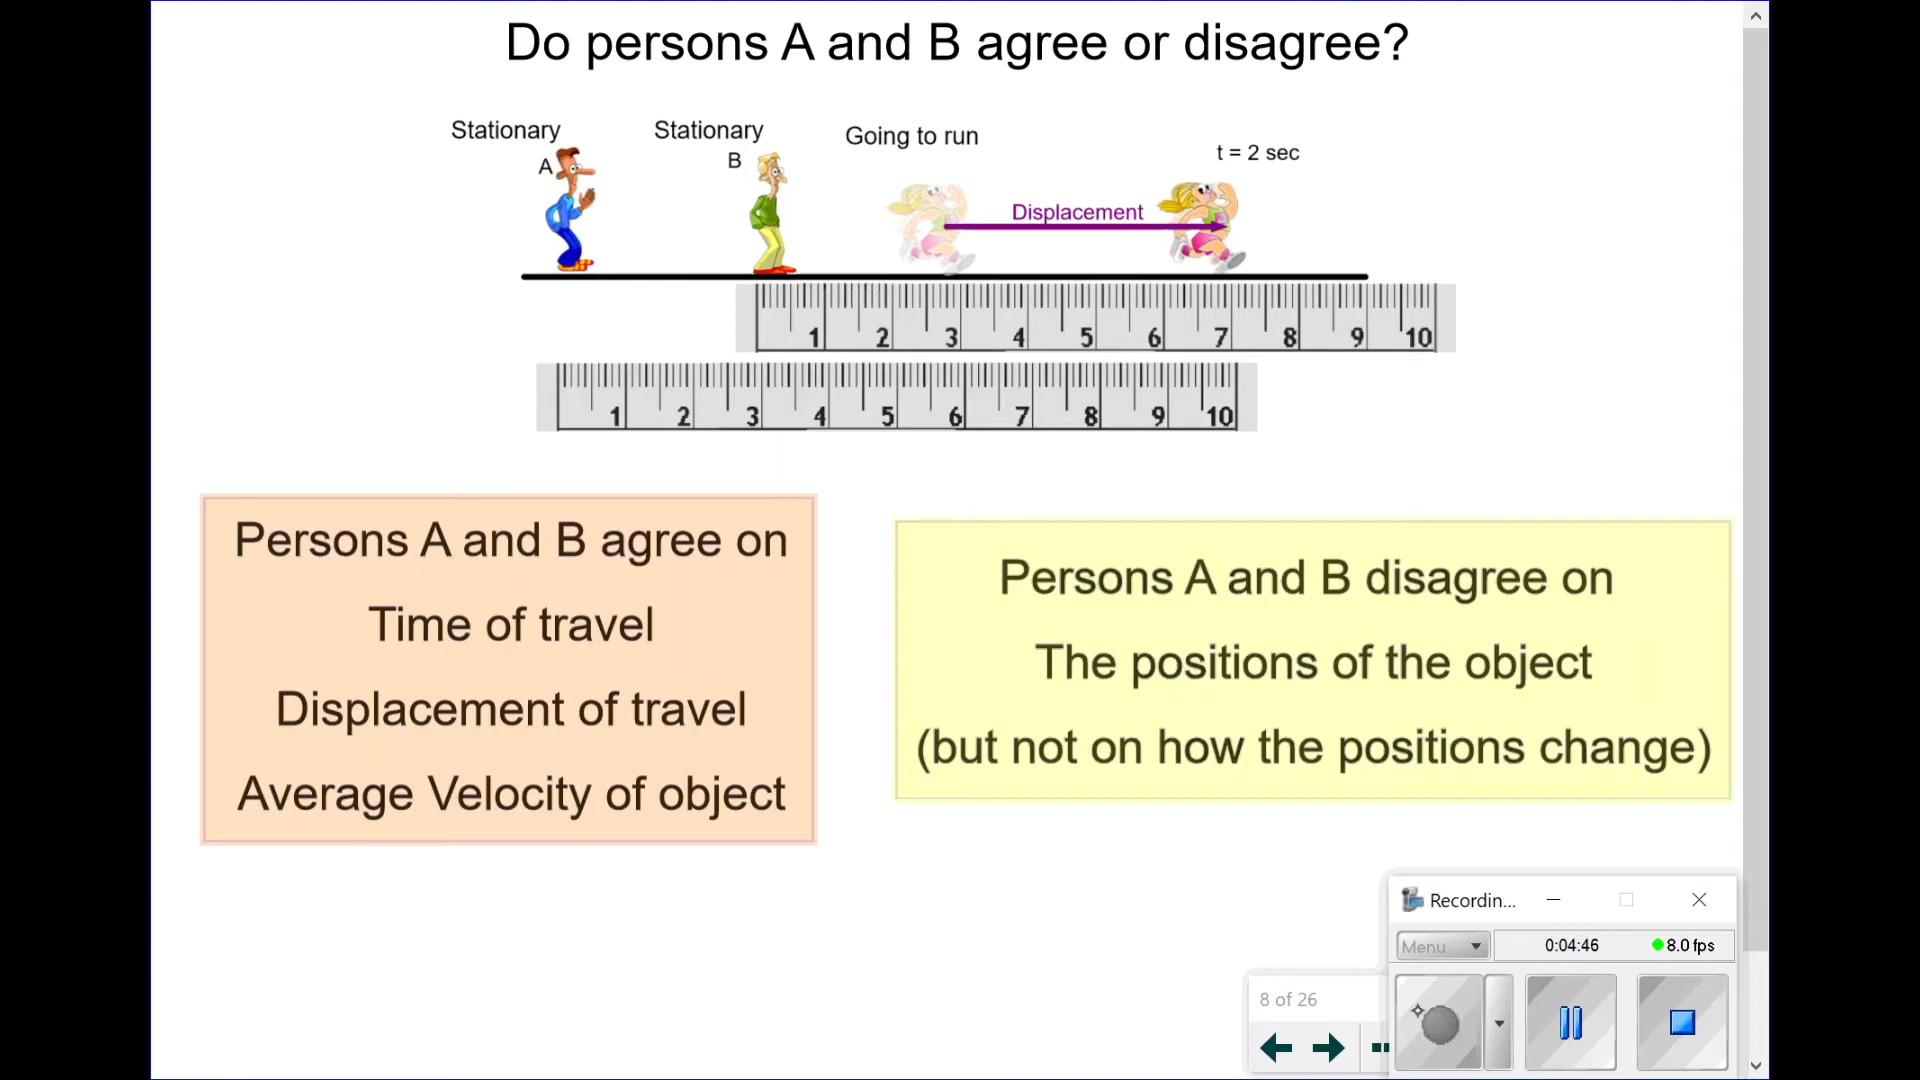 Do persons A and B agree or disagree?
Stationary
Stationary
Going to run
A
B
t = 2 sec
Displacement
1 2 3 4 5 6 7 8 9 10
1 2 3 4 5 6 7 8 9 10
Persons A and B agree on
Time of travel
Displacement of travel
Average Velocity of object
Persons A and B disagree on
The positions of the object
(but not on how the positions change)
Recordin...
Menu
0:04:46
8.0 fps
8 of 26